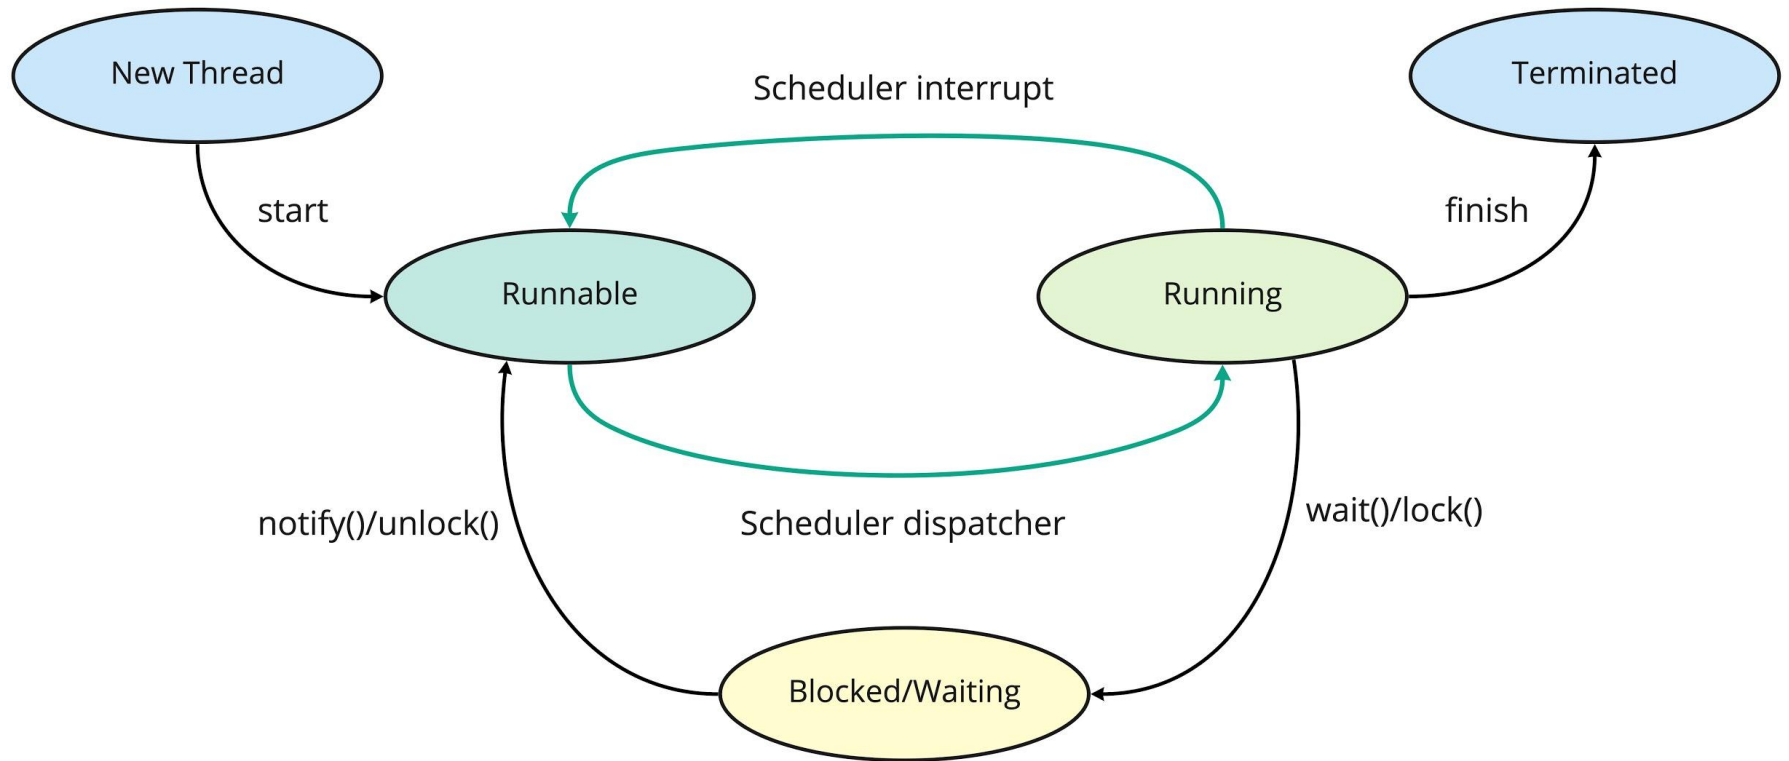 New Thread
Terminated
Scheduler interrupt
start
finish
Runnable
Running
notify()/unlock()
Scheduler dispatcher
wait()/lock()
Blocked/Waiting